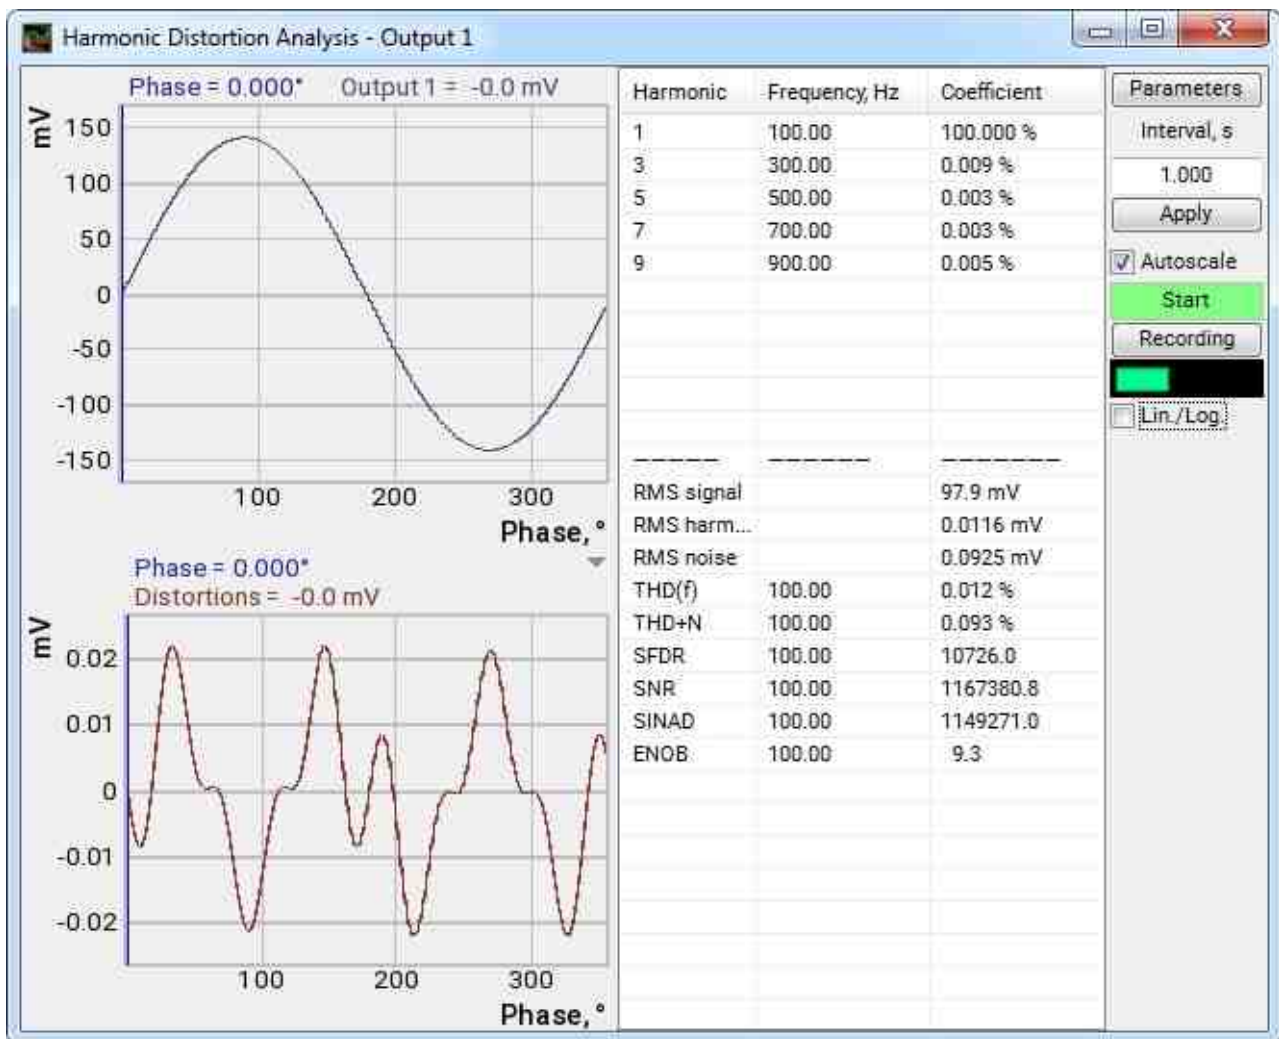 Harmonic Distortion Analysis - Output 1
Phase = 0.000° Output 1 = -0.0 mV
mV
150
100
50
0
-50
-100
-150
100 200 300
Phase, °
Phase = 0.000°
Distortions = -0.0 mV
mV
0.02
0.01
0
-0.01
-0.02
100 200 300
Phase, °
Harmonic Frequency, Hz Coefficient
1 100.00 100.000 %
3 300.00 0.009 %
5 500.00 0.003 %
7 700.00 0.003 %
9 900.00 0.005 %
————— —————— ———————
RMS signal 97.9 mV
RMS harm... 0.0116 mV
RMS noise 0.0925 mV
THD(f) 100.00 0.012 %
THD+N 100.00 0.093 %
SFDR 100.00 10726.0
SNR 100.00 1167380.8
SINAD 100.00 1149271.0
ENOB 100.00 9.3
Parameters
Interval, s
1.000
Apply
Autoscale
Start
Recording
Lin./Log.